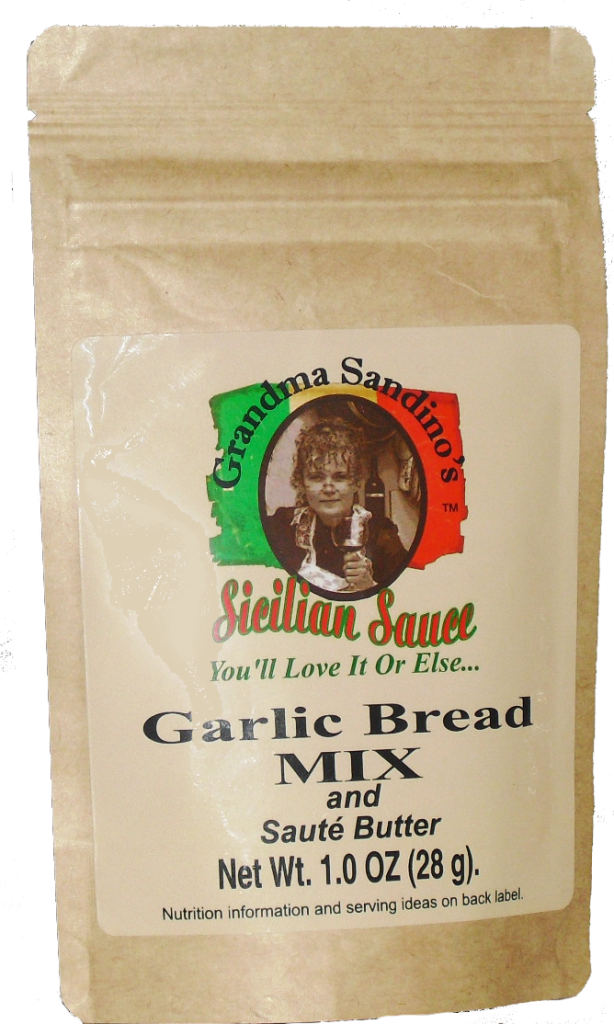 Grandma Sandino's
TM
Sicilian Sauce
You'll Love It Or Else...
Garlic Bread
MIX
and
Sauté Butter
Net Wt. 1.0 OZ (28 g).
Nutrition information and serving ideas on back label.